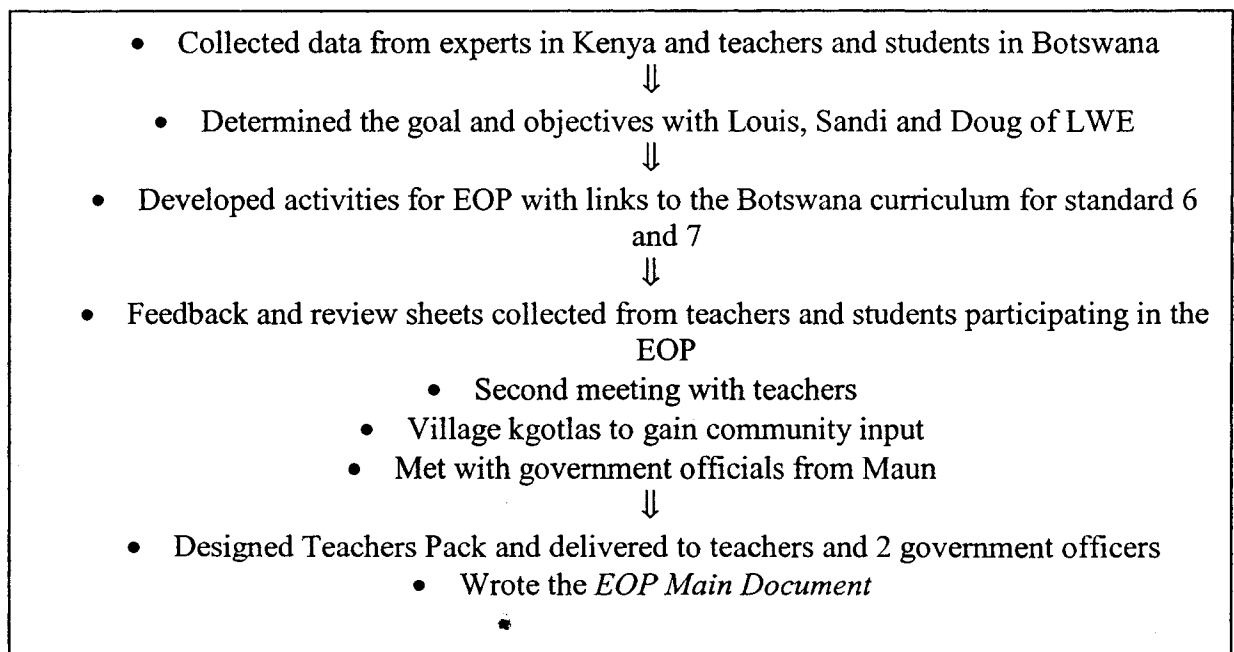 • Collected data from experts in Kenya and teachers and students in Botswana
⇓
• Determined the goal and objectives with Louis, Sandi and Doug of LWE
⇓
• Developed activities for EOP with links to the Botswana curriculum for standard 6
and 7
⇓
• Feedback and review sheets collected from teachers and students participating in the
EOP
• Second meeting with teachers
• Village kgotlas to gain community input
• Met with government officials from Maun
⇓
• Designed Teachers Pack and delivered to teachers and 2 government officers
• Wrote the EOP Main Document